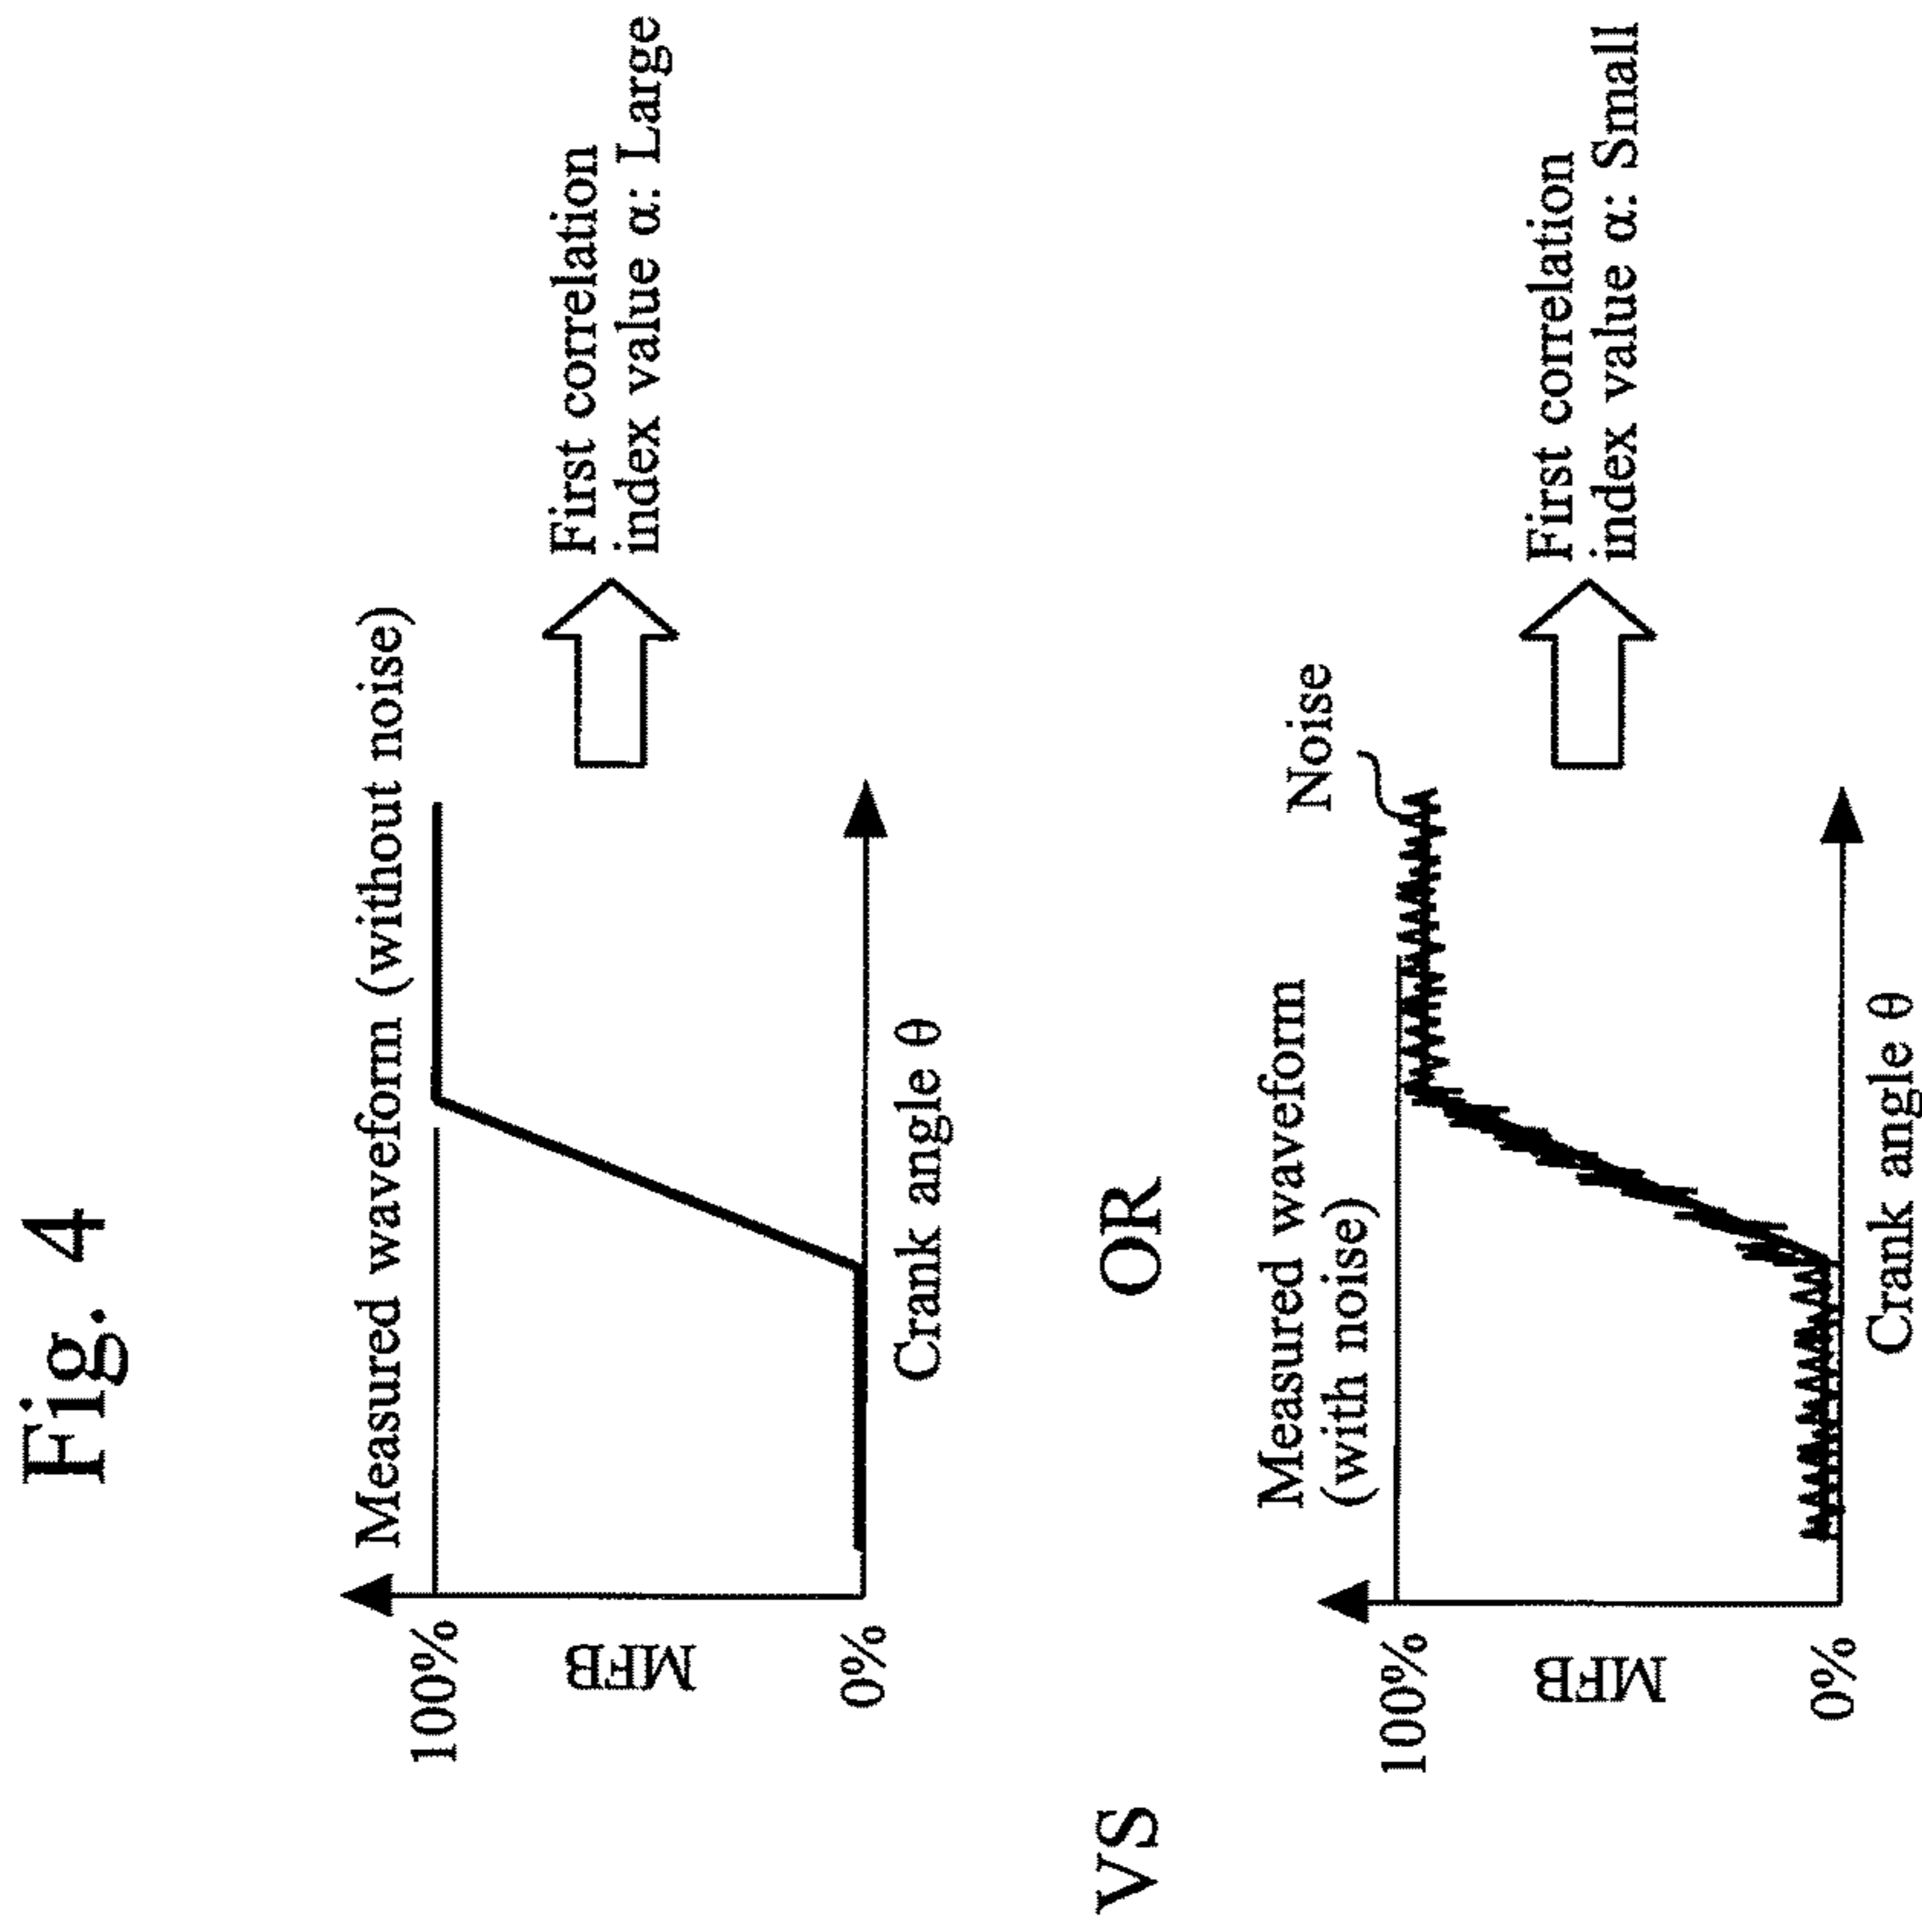 Fig. 4
Measured waveform (without noise)
100%
MFB
0%
Crank angle θ
First correlation
index value α: Large
VS
OR
Measured waveform
(with noise)
Noise
100%
MFB
0%
Crank angle θ
First correlation
index value α: Small